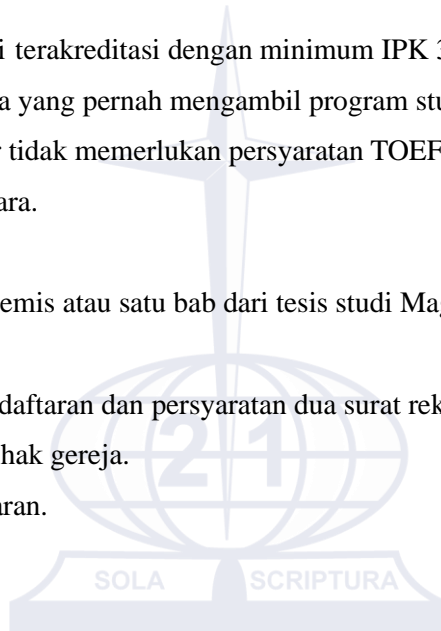 i terakreditasi dengan minimum IPK 3
a yang pernah mengambil program stu
r tidak memerlukan persyaratan TOEF
ara.
emis atau satu bab dari tesis studi Mag
daftaran dan persyaratan dua surat rek
hak gereja.
aran.
21
SOLA SCRIPTURA